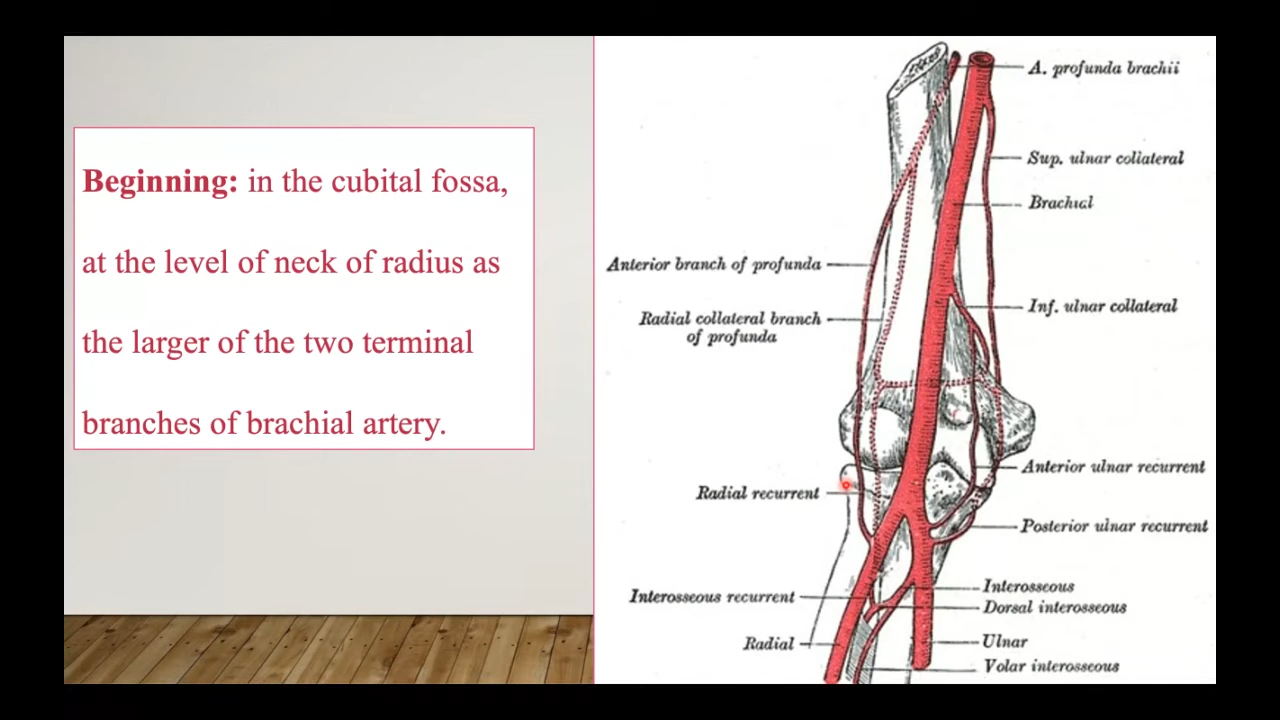 Beginning: in the cubital fossa,
at the level of neck of radius as
the larger of the two terminal
branches of brachial artery.
A. profunda brachii
Sup. ulnar collateral
Brachial
Anterior branch of profunda
Inf. ulnar collateral
Radial collateral branch
of profunda
Anterior ulnar recurrent
Radial recurrent
Posterior ulnar recurrent
Interosseous
Interosseous recurrent
Dorsal interosseous
Radial
Ulnar
Volar interosseous